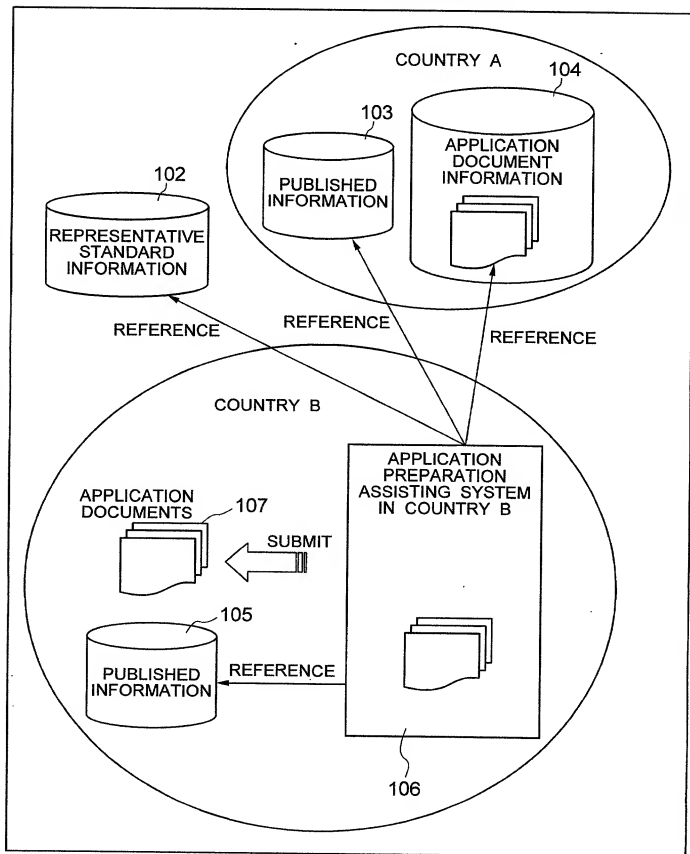 COUNTRY A
104
103
APPLICATION
DOCUMENT
INFORMATION
PUBLISHED
INFORMATION
102
REPRESENTATIVE
STANDARD
INFORMATION
REFERENCE
REFERENCE
REFERENCE
COUNTRY B
APPLICATION
PREPARATION
ASSISTING SYSTEM
IN COUNTRY B
APPLICATION
DOCUMENTS
107
SUBMIT
105
PUBLISHED
INFORMATION
REFERENCE
106